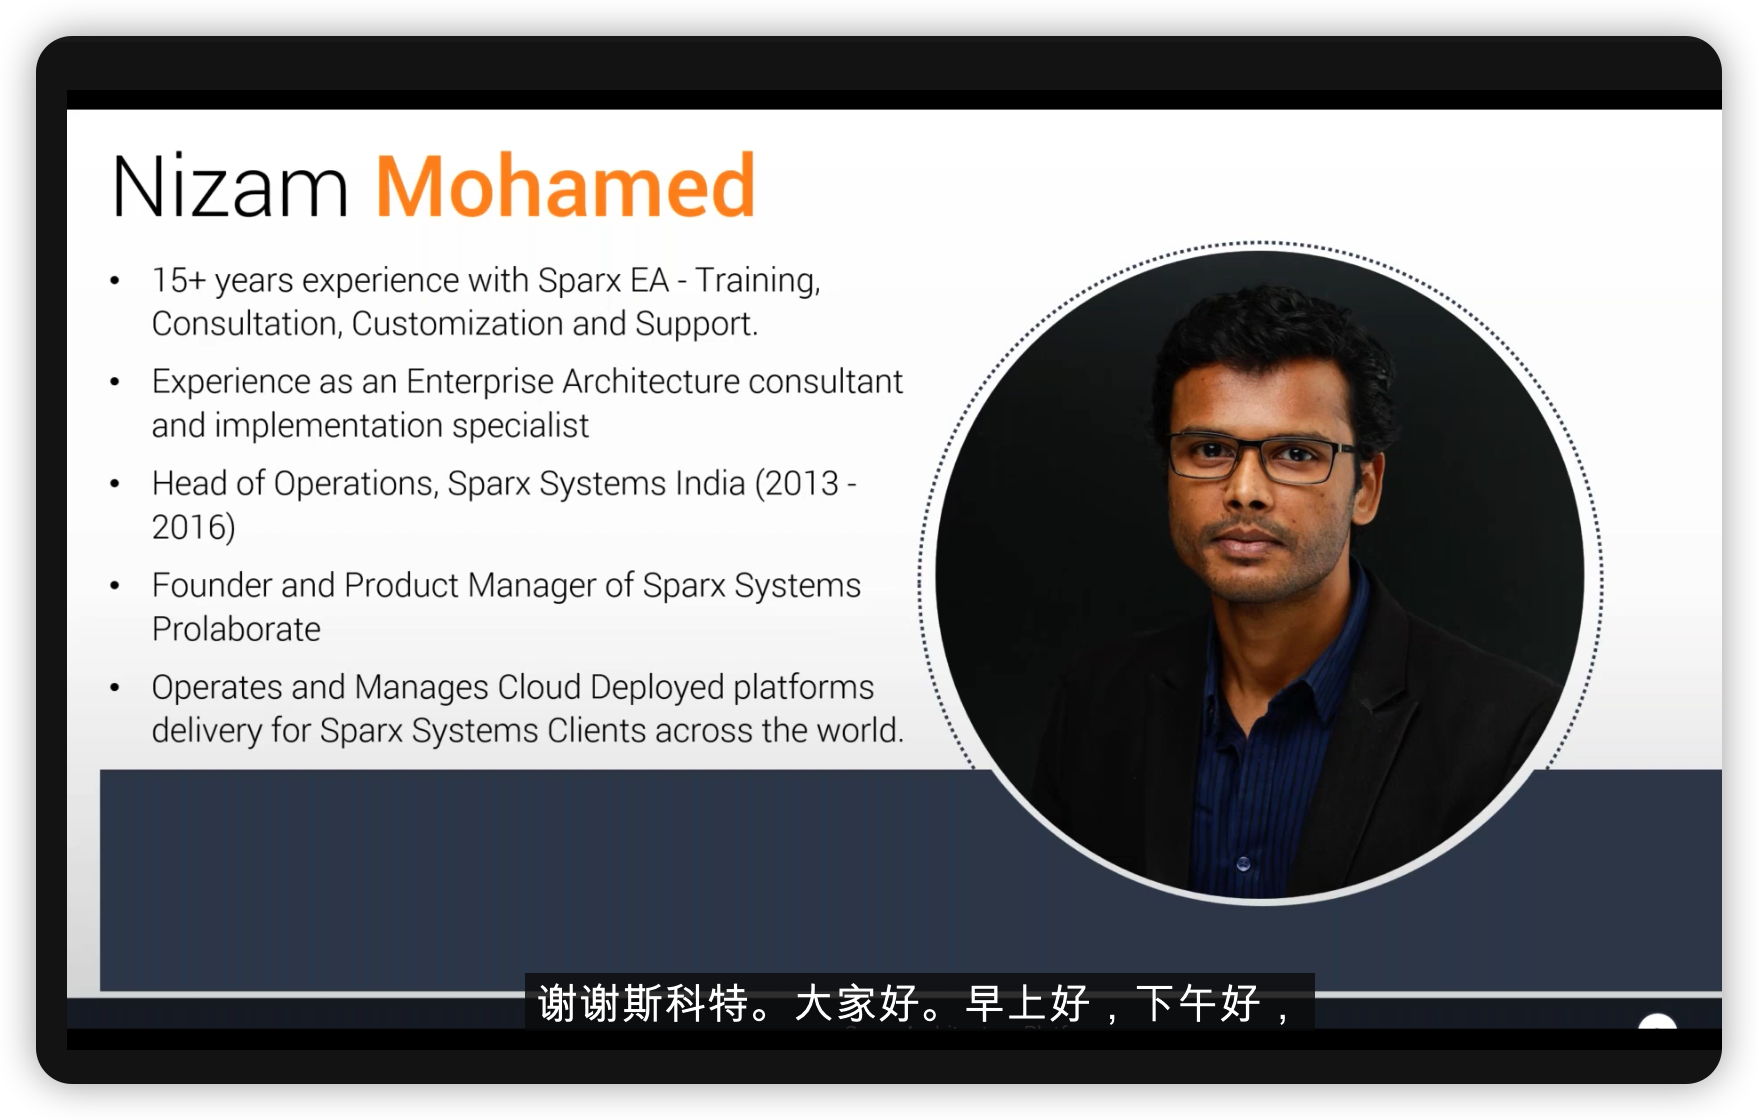 Nizam Mohamed
• 15+ years experience with Sparx EA - Training,
Consultation, Customization and Support.
• Experience as an Enterprise Architecture consultant
and implementation specialist
• Head of Operations, Sparx Systems India (2013 -
2016)
• Founder and Product Manager of Sparx Systems
Prolaborate
• Operates and Manages Cloud Deployed platforms
delivery for Sparx Systems Clients across the world.
谢谢斯科特。大家好。早上好，下午好，